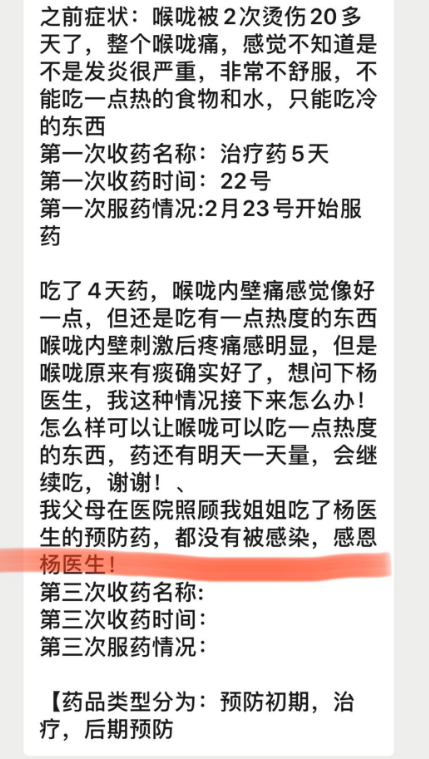 之前症状：喉咙被2次烫伤20多
天了，整个喉咙痛，感觉不知道是
不是发炎很严重，非常不舒服，不
能吃一点热的食物和水，只能吃冷
的东西
第一次收药名称：治疗药5天
第一次收药时间：22号
第一次服药情况:2月23号开始服
药
吃了4天药，喉咙内壁痛感觉像好
一点，但还是吃有一点热度的东西
喉咙内壁刺激后疼痛感明显，但是
喉咙原来有痰确实好了，想问下杨
医生，我这种情况接下来怎么办！
怎么样可以让喉咙可以吃一点热度
的东西，药还有明天一天量，会继
续吃，谢谢！、
我父母在医院照顾我姐姐吃了杨医
生的预防药，都没有被感染，感恩
杨医生！
第三次收药名称:
第三次收药时间：
第三次服药情况：
【药品类型分为：预防初期，治
疗，后期预防